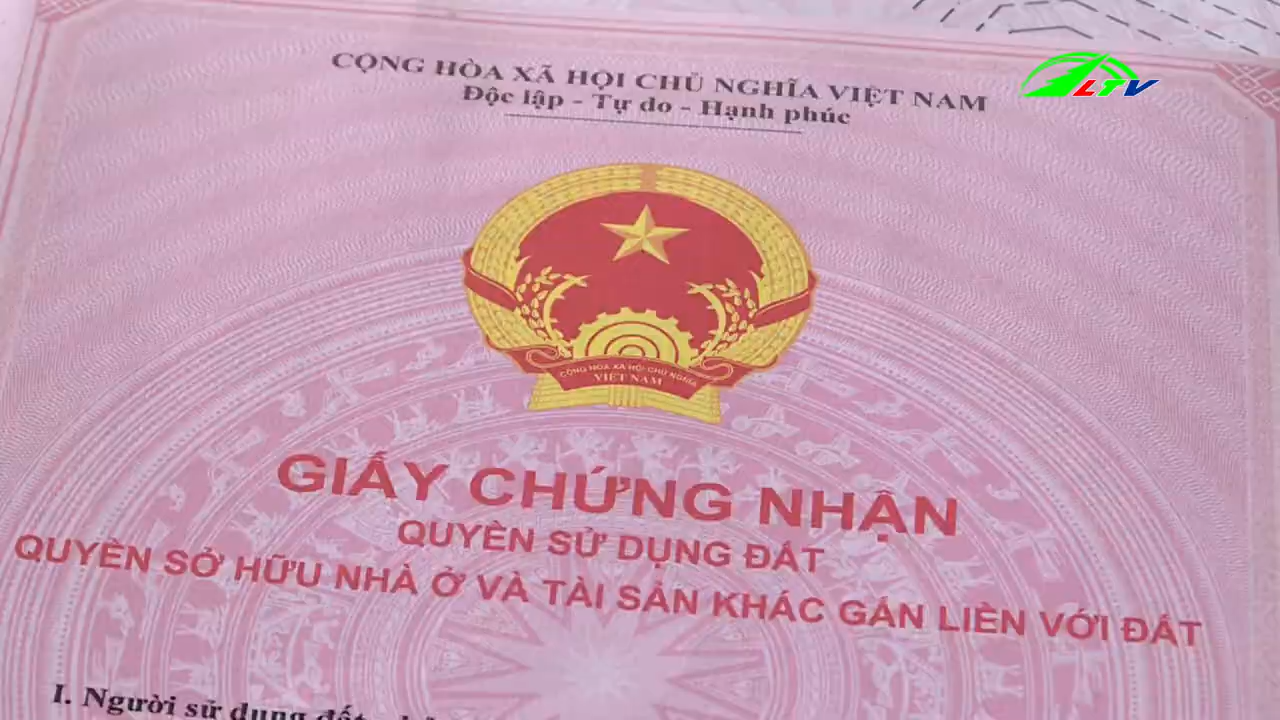 CỘNG HÒA XÃ HỘI CHỦ NGHĨA VIỆT NAM
Độc lập - Tự do - Hạnh phúc
LTV
CỘNG HÒA XÃ HỘI CHỦ NGHĨA
VIỆT NAM
GIẤY CHỨNG NHẬN
QUYỀN SỬ DỤNG ĐẤT
QUYỀN SỞ HỮU NHÀ Ở VÀ TÀI SẢN KHÁC GẮN LIỀN VỚI ĐẤT
I. Người sử dụng đất